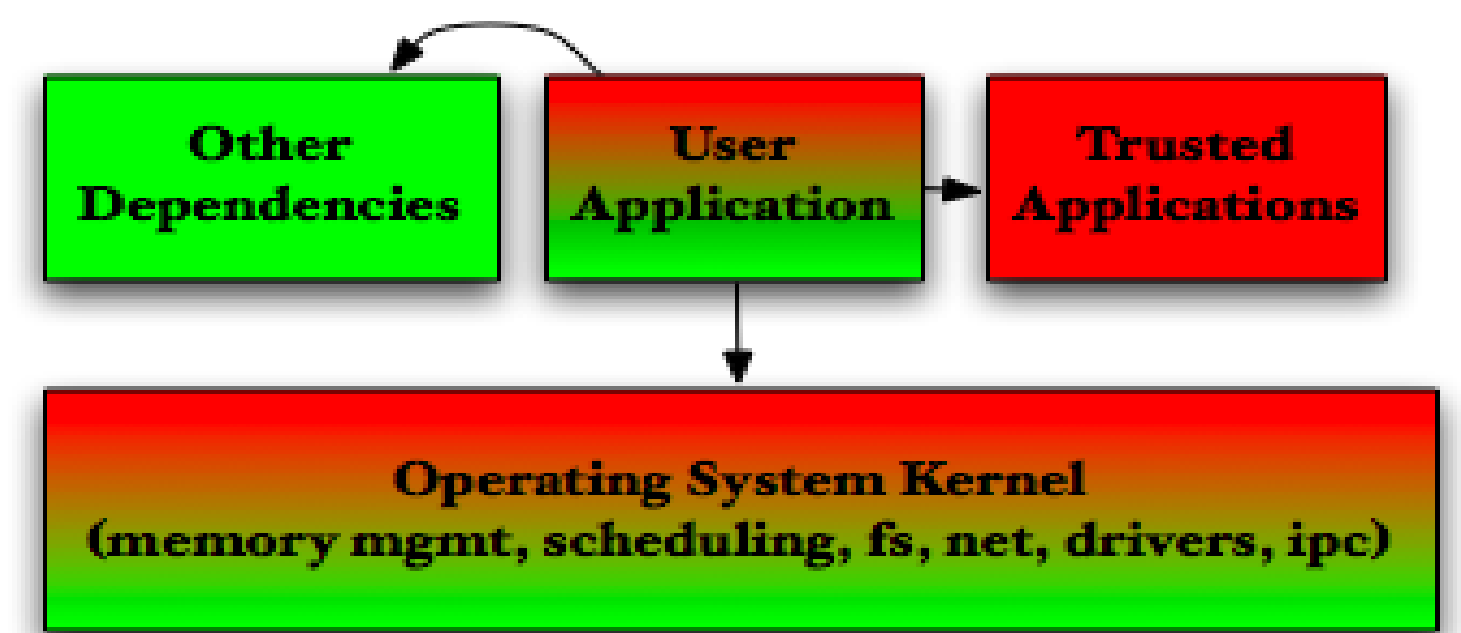 Other
Dependencies
User
Application
Trusted
Applications
Operating System Kernel
(memory mgmt, scheduling, fs, net, drivers, ipc)